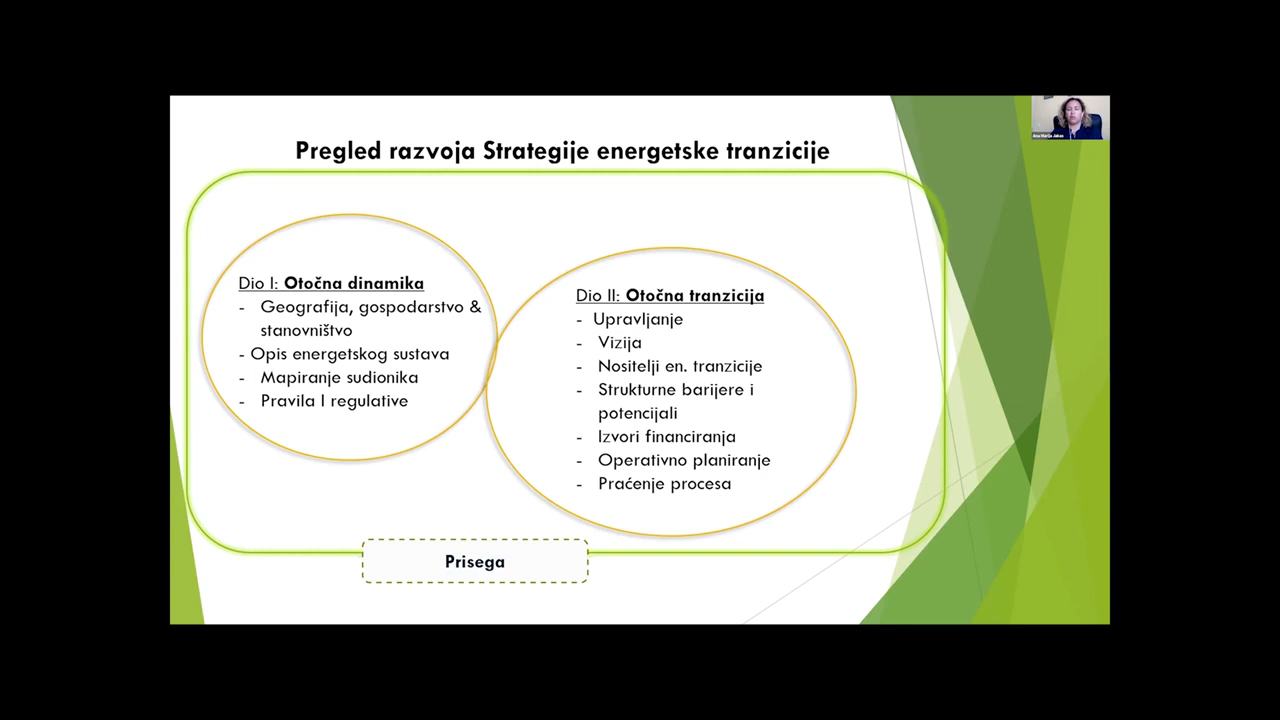 Pregled razvoja Strategije energetske tranzicije
Dio I: Otočna dinamika
- Geografija, gospodarstvo &
stanovništvo
- Opis energetskog sustava
- Mapiranje sudionika
- Pravila I regulative
Dio II: Otočna tranzicija
- Upravljanje
- Vizija
- Nositelji en. tranzicije
- Strukturne barijere i
potencijali
- Izvori financiranja
- Operativno planiranje
- Praćenje procesa
Prisega